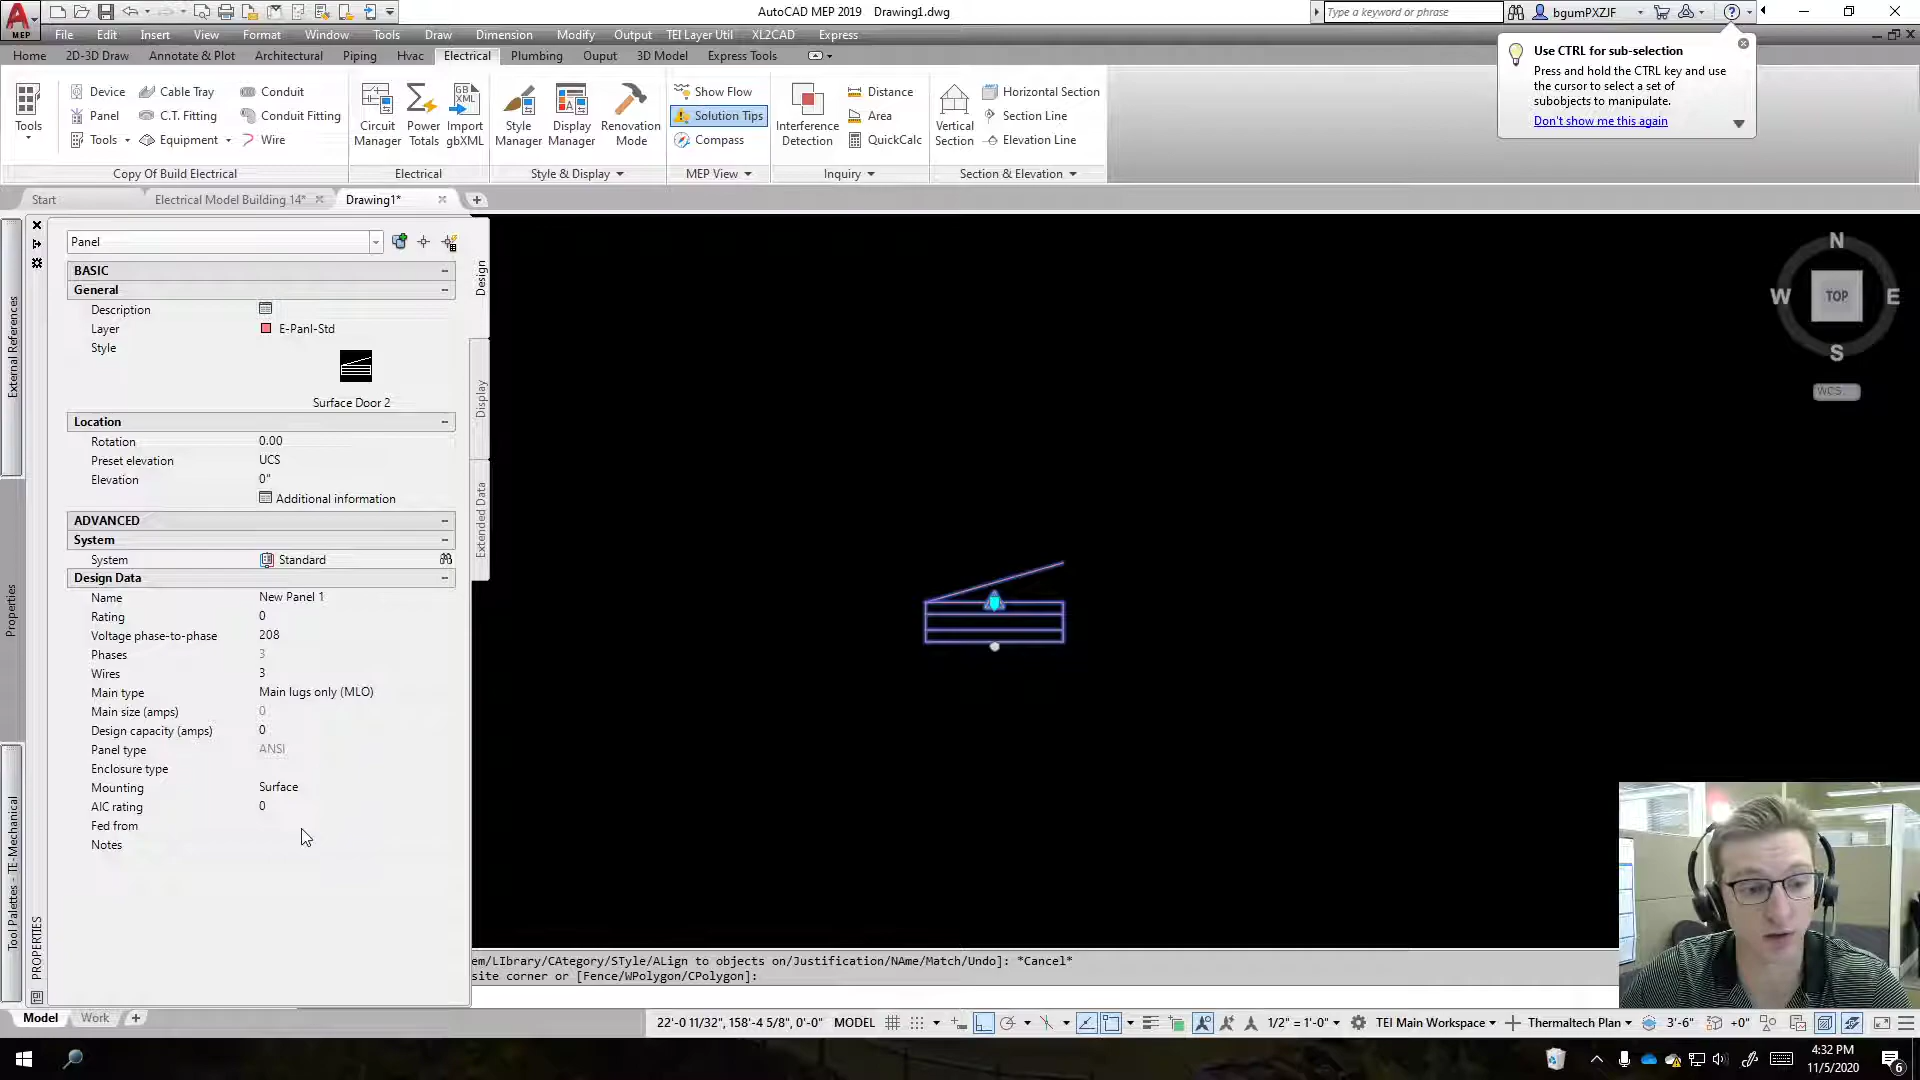 AutoCAD MEP 2019 Drawing1.dwg
Type a keyword or phrase
bgumPXZJF
MEP
File Edit Insert View Format Window Tools Draw Dimension Modify Output TEI Layer Util XL2CAD Express
Home 2D-3D Draw Annotate & Plot Architectural Piping Hvac Electrical Plumbing Ouput 3D Model Express Tools
Use CTRL for sub-selection
Press and hold the CTRL key and use
the cursor to select a set of
subobjects to manipulate.
Don't show me this again
Tools
Device Cable Tray Conduit
Panel C.T. Fitting Conduit Fitting
Tools Equipment Wire
Circuit
Manager
Power
Totals
GB
XML
Import
gbXML
Style
Manager
Display
Manager
Renovation
Mode
Show Flow
Solution Tips
Compass
Interference
Detection
Distance
Area
QuickCalc
Vertical
Section
Horizontal Section
Section Line
Elevation Line
Copy Of Build Electrical Electrical Style & Display MEP View Inquiry Section & Elevation
Start Electrical Model Building 14* Drawing1*
External References
Properties
Tool Palettes - TE-Mechanical
PROPERTIES
Design
Display
Extended Data
Panel
BASIC
General
Description
Layer E-Panl-Std
Style
Surface Door 2
Location
Rotation 0.00
Preset elevation UCS
Elevation 0"
Additional information
ADVANCED
System
System Standard
Design Data
Name New Panel 1
Rating 0
Voltage phase-to-phase 208
Phases 3
Wires 3
Main type Main lugs only (MLO)
Main size (amps) 0
Design capacity (amps) 0
Panel type ANSI
Enclosure type
Mounting Surface
AIC rating 0
Fed from
Notes
N
W TOP E
S
WCS
em/LIbrary/CAtegory/STyle/ALign to objects on/Justification/NAme/Match/Undo]: *Cancel*
site corner or [Fence/WPolygon/CPolygon]:
Model Work
22'-0 11/32", 158'-4 5/8", 0'-0" MODEL 1/2" = 1'-0" TEI Main Workspace Thermaltech Plan 3'-6" +0"
4:32 PM
11/5/2020
6